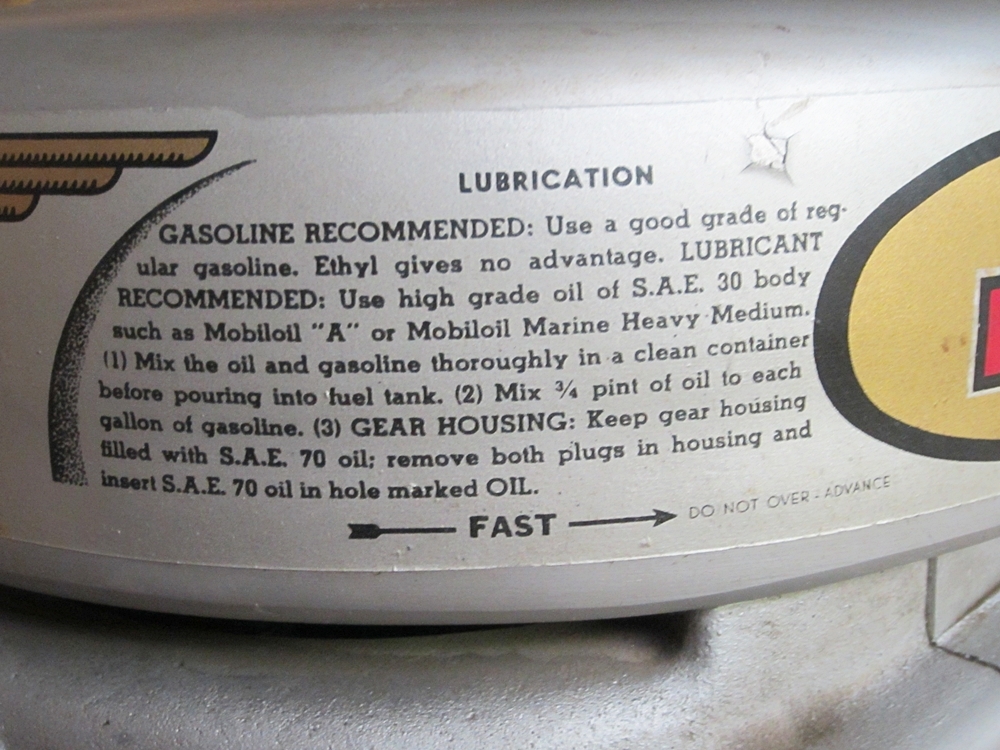 LUBRICATION
GASOLINE RECOMMENDED: Use a good grade of reg-
ular gasoline. Ethyl gives no advantage. LUBRICANT
RECOMMENDED: Use high grade oil of S.A.E. 30 body
such as Mobiloil "A" or Mobiloil Marine Heavy Medium.
(1) Mix the oil and gasoline thoroughly in a clean container
before pouring into fuel tank. (2) Mix ¾ pint of oil to each
gallon of gasoline. (3) GEAR HOUSING: Keep gear housing
filled with S.A.E. 70 oil; remove both plugs in housing and
insert S.A.E. 70 oil in hole marked OIL.
FAST DO NOT OVER-ADVANCE